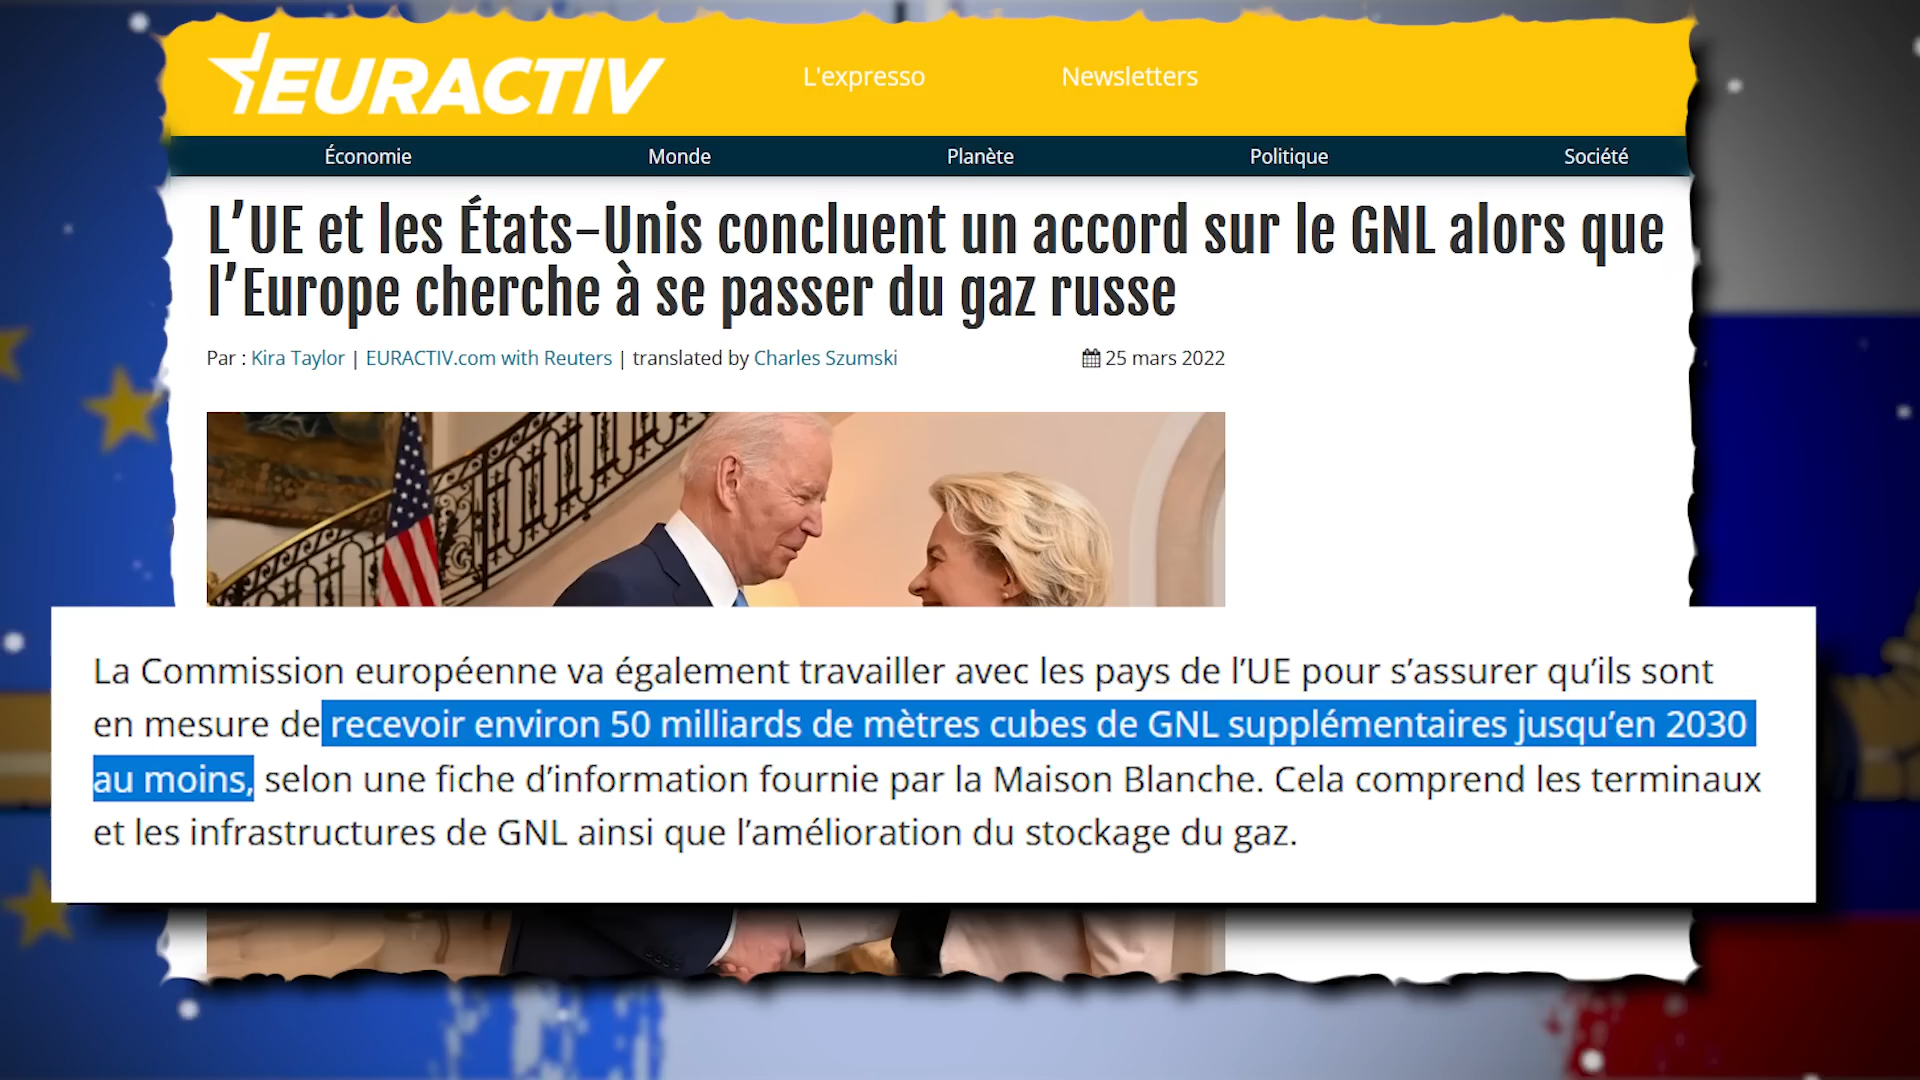 EURACTIV
L'expresso
Newsletters
Économie
Monde
Planète
Politique
Société
L’UE et les États-Unis concluent un accord sur le GNL alors que
l’Europe cherche à se passer du gaz russe
Par : Kira Taylor | EURACTIV.com with Reuters | translated by Charles Szumski
25 mars 2022
La Commission européenne va également travailler avec les pays de l’UE pour s’assurer qu’ils sont
en mesure de recevoir environ 50 milliards de mètres cubes de GNL supplémentaires jusqu’en 2030
au moins, selon une fiche d’information fournie par la Maison Blanche. Cela comprend les terminaux
et les infrastructures de GNL ainsi que l’amélioration du stockage du gaz.